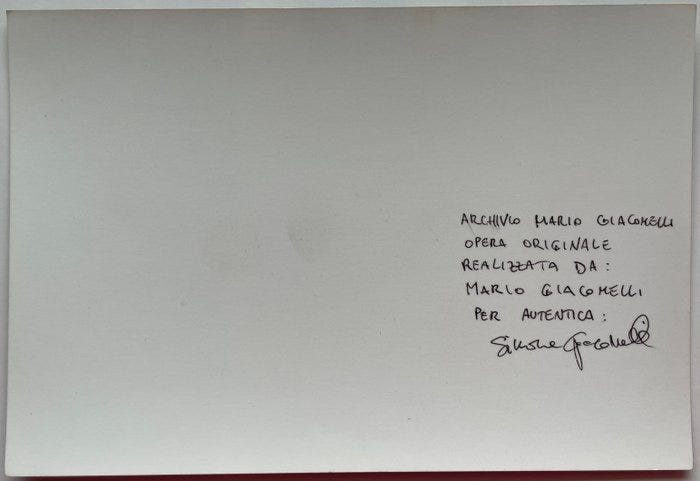 ARCHIVIO MARIO GIACOMELLI
OPERA ORIGINALE
REALIZZATA DA:
MARIO GIACOMELLI
PER AUTENTICA:
Simone Giacomelli